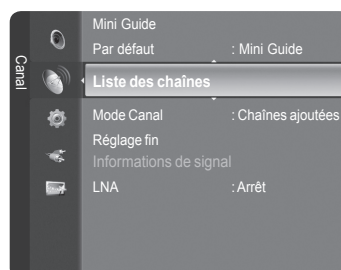 Canal
Mini Guide
Par défaut : Mini Guide
Liste des chaînes
Mode Canal : Chaînes ajoutées
Réglage fin
Informations de signal
LNA : Arrêt